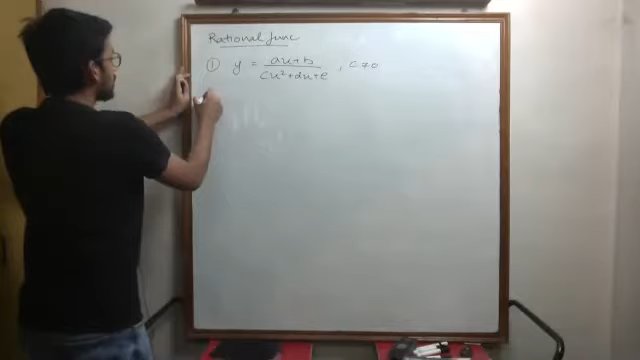 Rational func
① y = ax+b / cx²+dx+e , c≠0